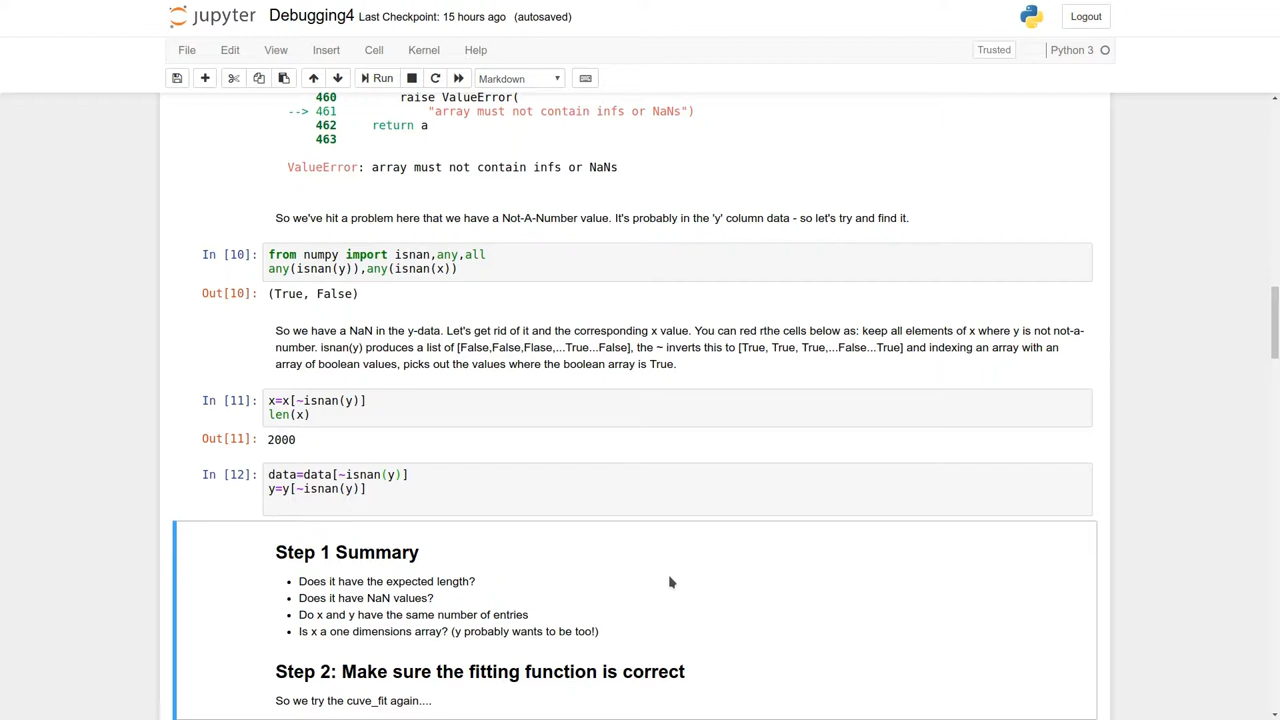 jupyter Debugging4 Last Checkpoint: 15 hours ago (autosaved)
Logout
File Edit View Insert Cell Kernel Help
Trusted Python 3
Run Markdown
460 raise ValueError(
--> 461 "array must not contain infs or NaNs")
462 return a
463
ValueError: array must not contain infs or NaNs
So we've hit a problem here that we have a Not-A-Number value. It's probably in the 'y' column data - so let's try and find it.
In [10]: from numpy import isnan,any,all
any(isnan(y)),any(isnan(x))
Out[10]: (True, False)
So we have a NaN in the y-data. Let's get rid of it and the corresponding x value. You can red rthe cells below as: keep all elements of x where y is not not-a-
number. isnan(y) produces a list of [False,False,Flase,...True...False], the ~ inverts this to [True, True, True,...False...True] and indexing an array with an
array of boolean values, picks out the values where the boolean array is True.
In [11]: x=x[~isnan(y)]
len(x)
Out[11]: 2000
In [12]: data=data[~isnan(y)]
y=y[~isnan(y)]
Step 1 Summary
• Does it have the expected length?
• Does it have NaN values?
• Do x and y have the same number of entries
• Is x a one dimensions array? (y probably wants to be too!)
Step 2: Make sure the fitting function is correct
So we try the cuve_fit again....